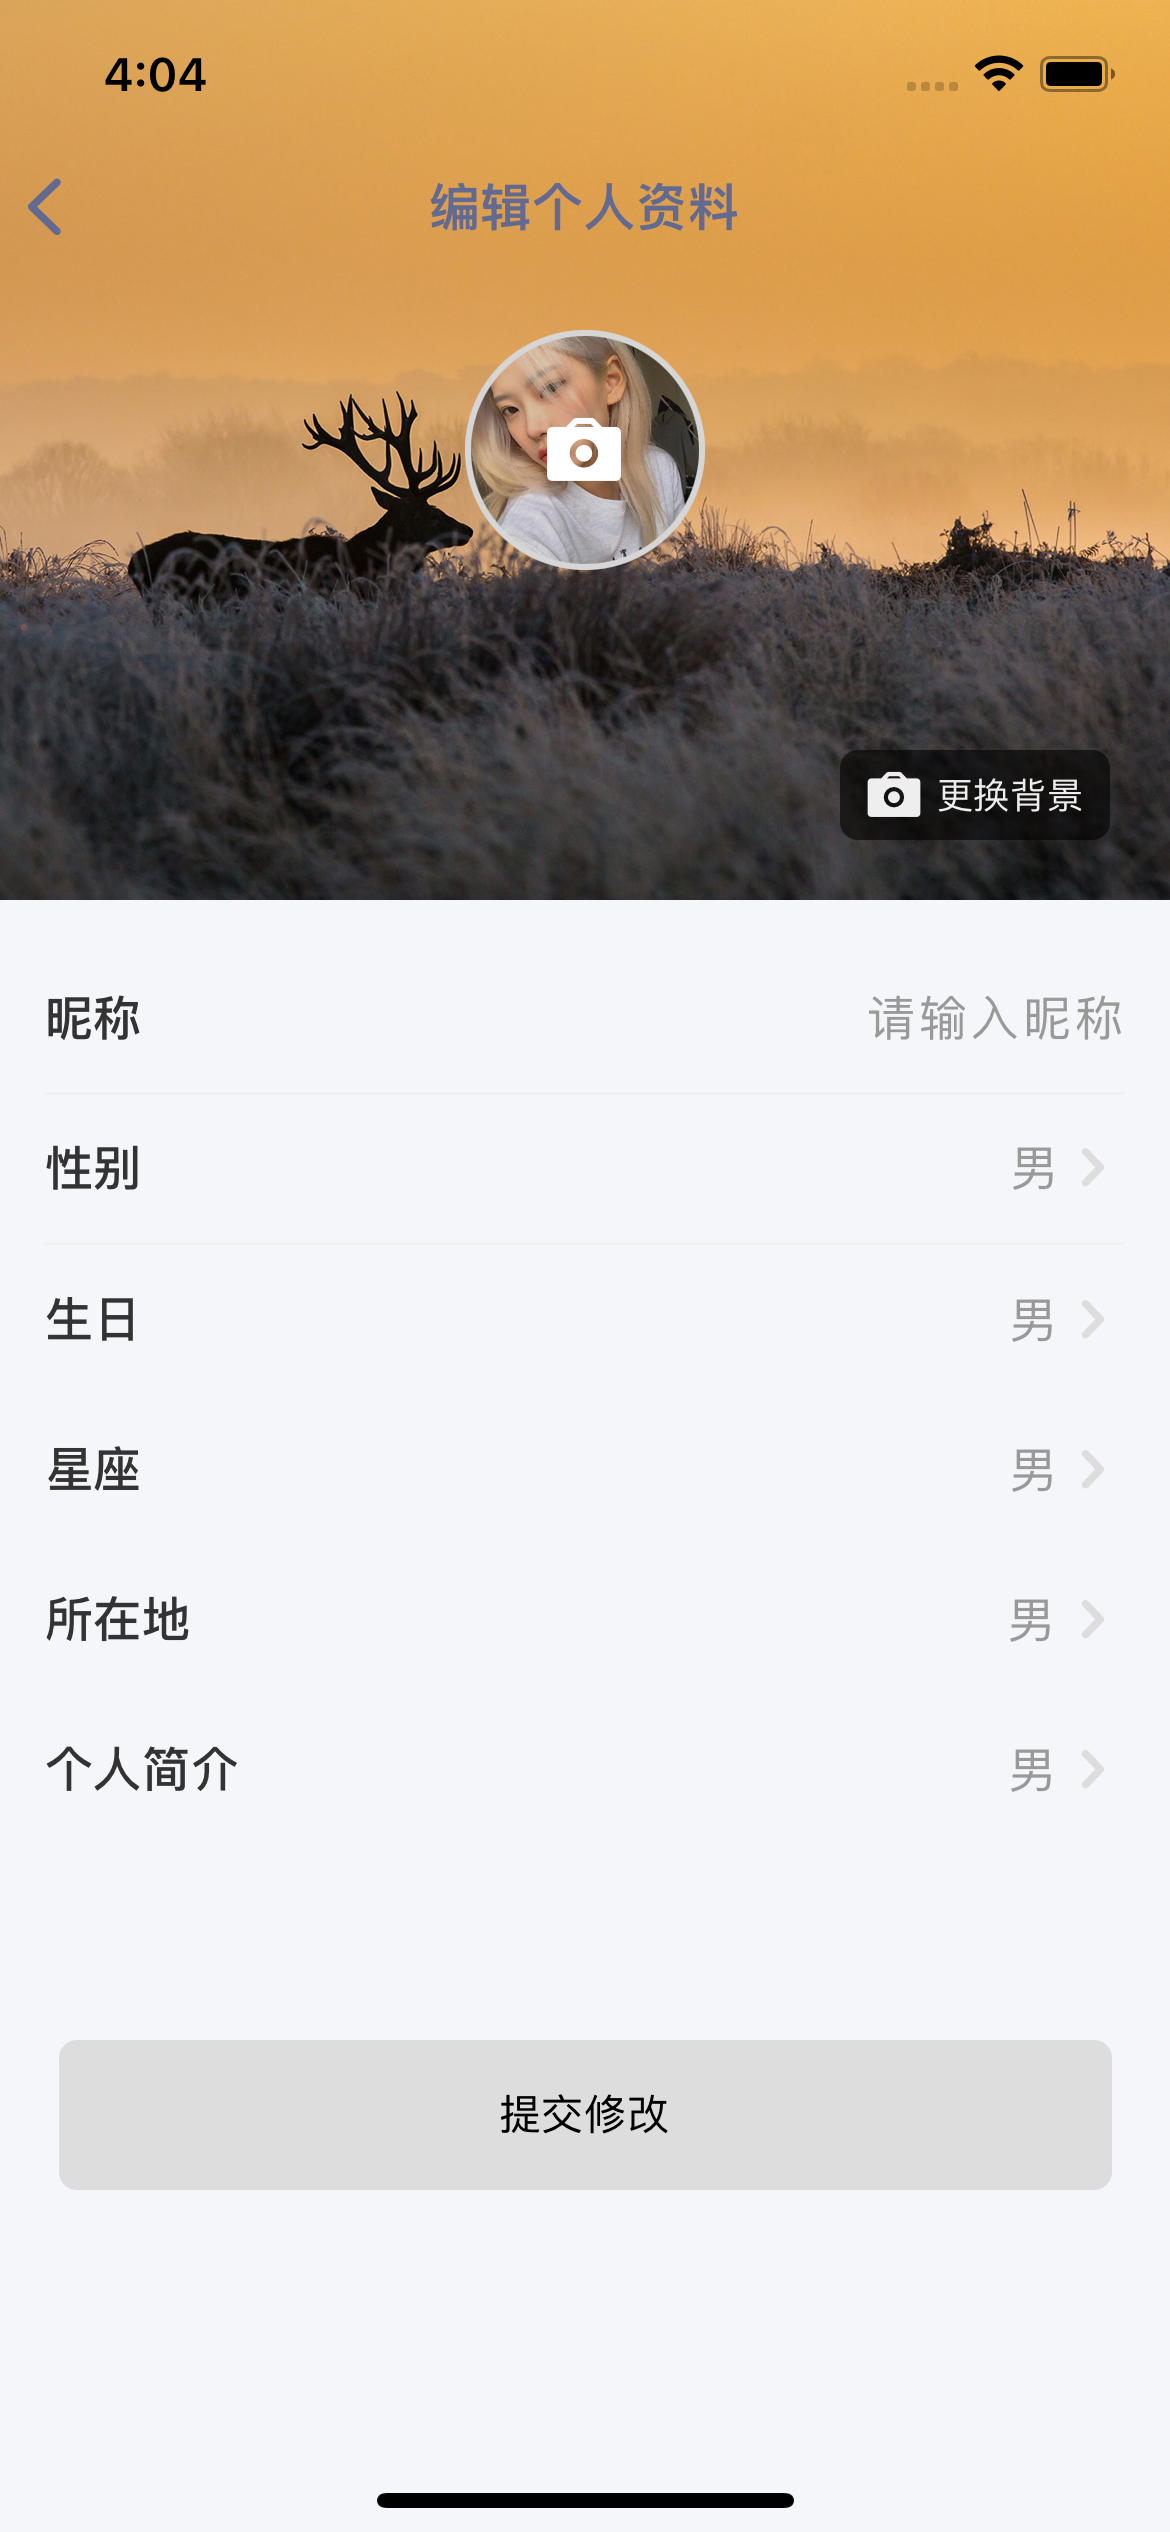 4:04
编辑个人资料
更换背景
昵称 请输入昵称
性别 男
生日 男
星座 男
所在地 男
个人简介 男
提交修改